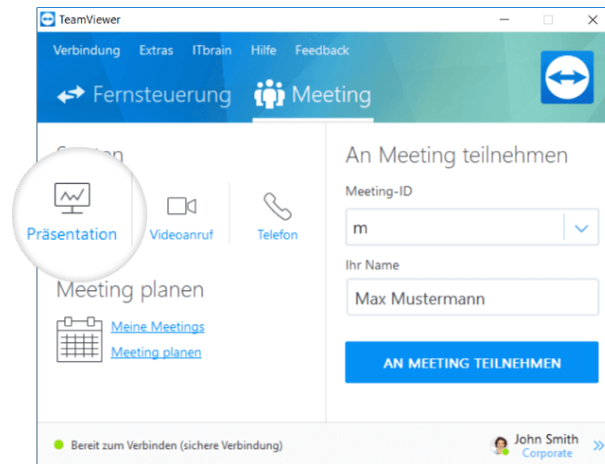 TeamViewer
Verbindung Extras ITbrain Hilfe Feedback
Fernsteuerung Meeting
Präsentation
Videoanruf
Telefon
Meeting planen
Meine Meetings
Meeting planen
An Meeting teilnehmen
Meeting-ID
m
Ihr Name
Max Mustermann
AN MEETING TEILNEHMEN
Bereit zum Verbinden (sichere Verbindung)
John Smith
Corporate